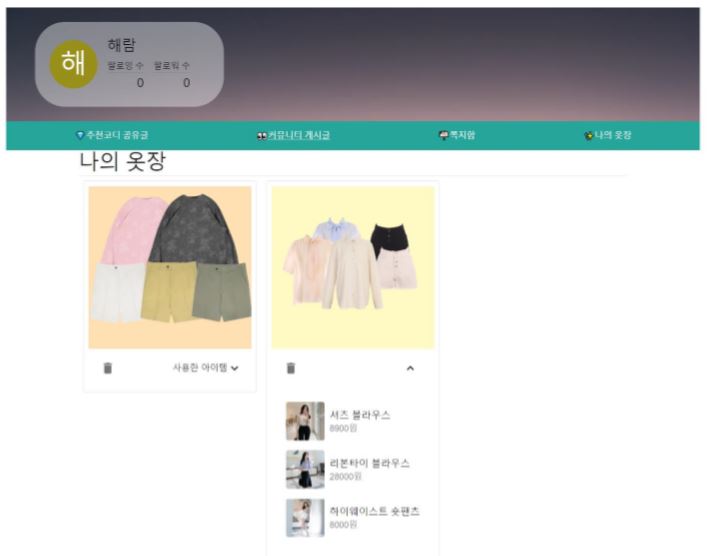 해
해람
팔로잉 수 팔로워 수
0 0
추천코디 공유글 커뮤니티 게시글 쪽지함 나의 옷장
나의 옷장
사용한 아이템
셔츠 블라우스
8900원
리본타이 블라우스
28000원
하이웨이스트 숏팬츠
8000원